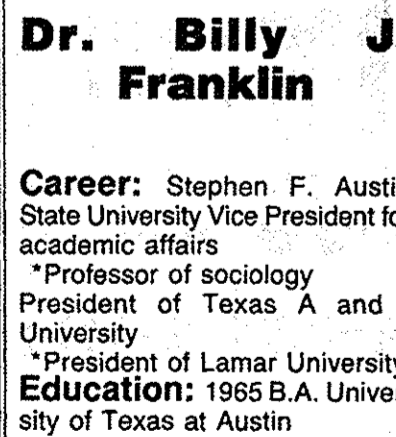 Dr. Billy J
Franklin
Career: Stephen F. Austi
State University Vice President fo
academic affairs
*Professor of sociology
President of Texas A and
University
*President of Lamar University
Education: 1965 B.A. Unive
sity of Texas at Austin